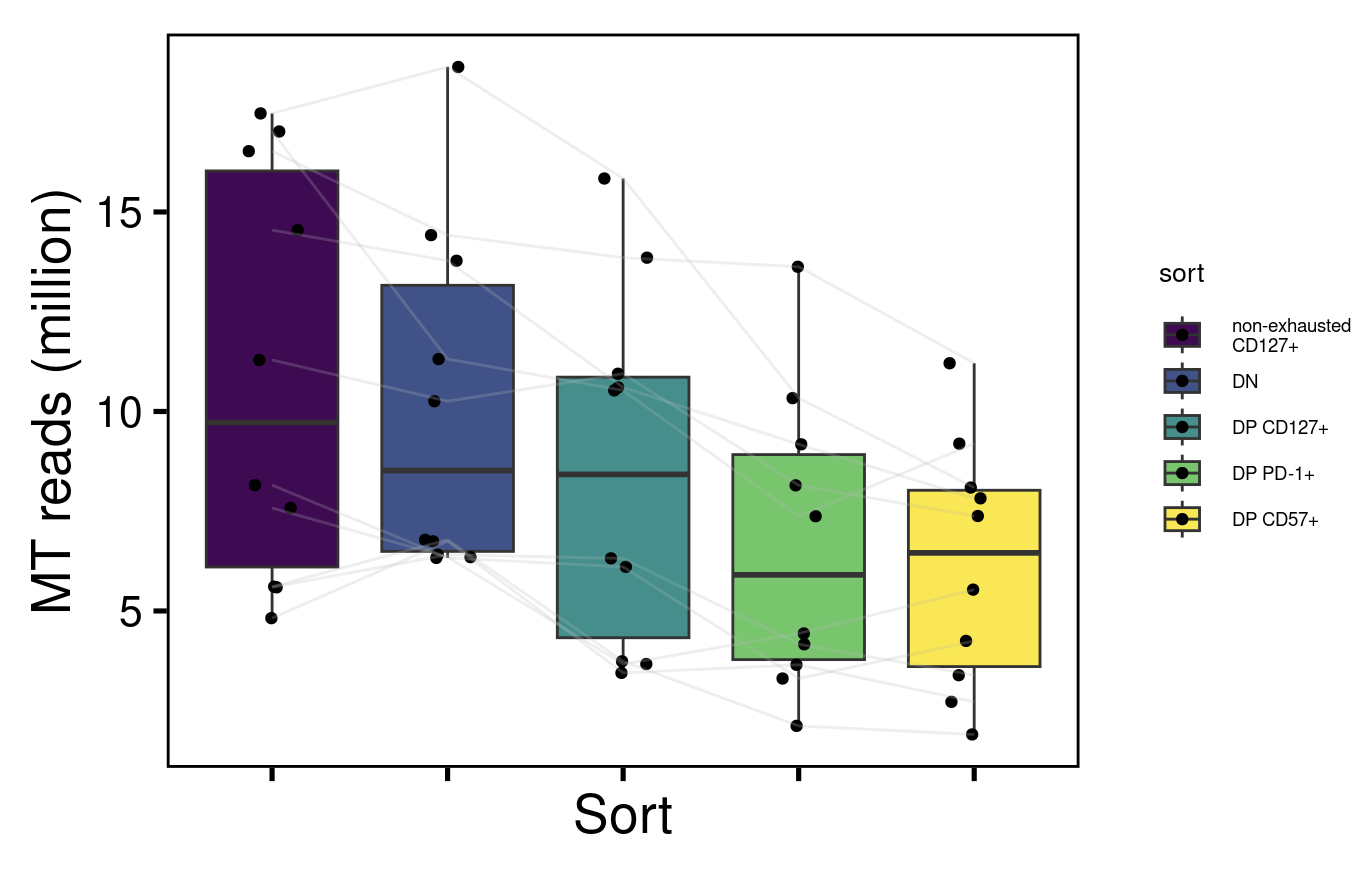 MT reads (million)
15
10
5
Sort
sort
non-exhausted
CD127+
DN
DP CD127+
DP PD-1+
DP CD57+